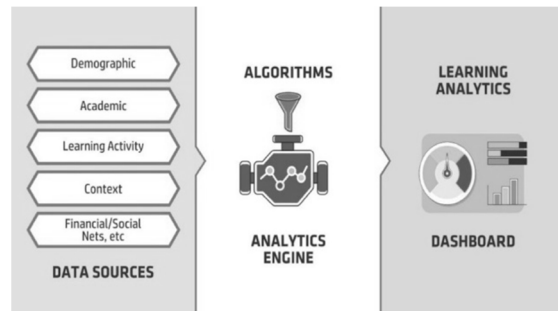 Demographic
Academic
Learning Activity
Context
Financial/Social
Nets, etc
DATA SOURCES
ALGORITHMS
ANALYTICS
ENGINE
LEARNING
ANALYTICS
DASHBOARD